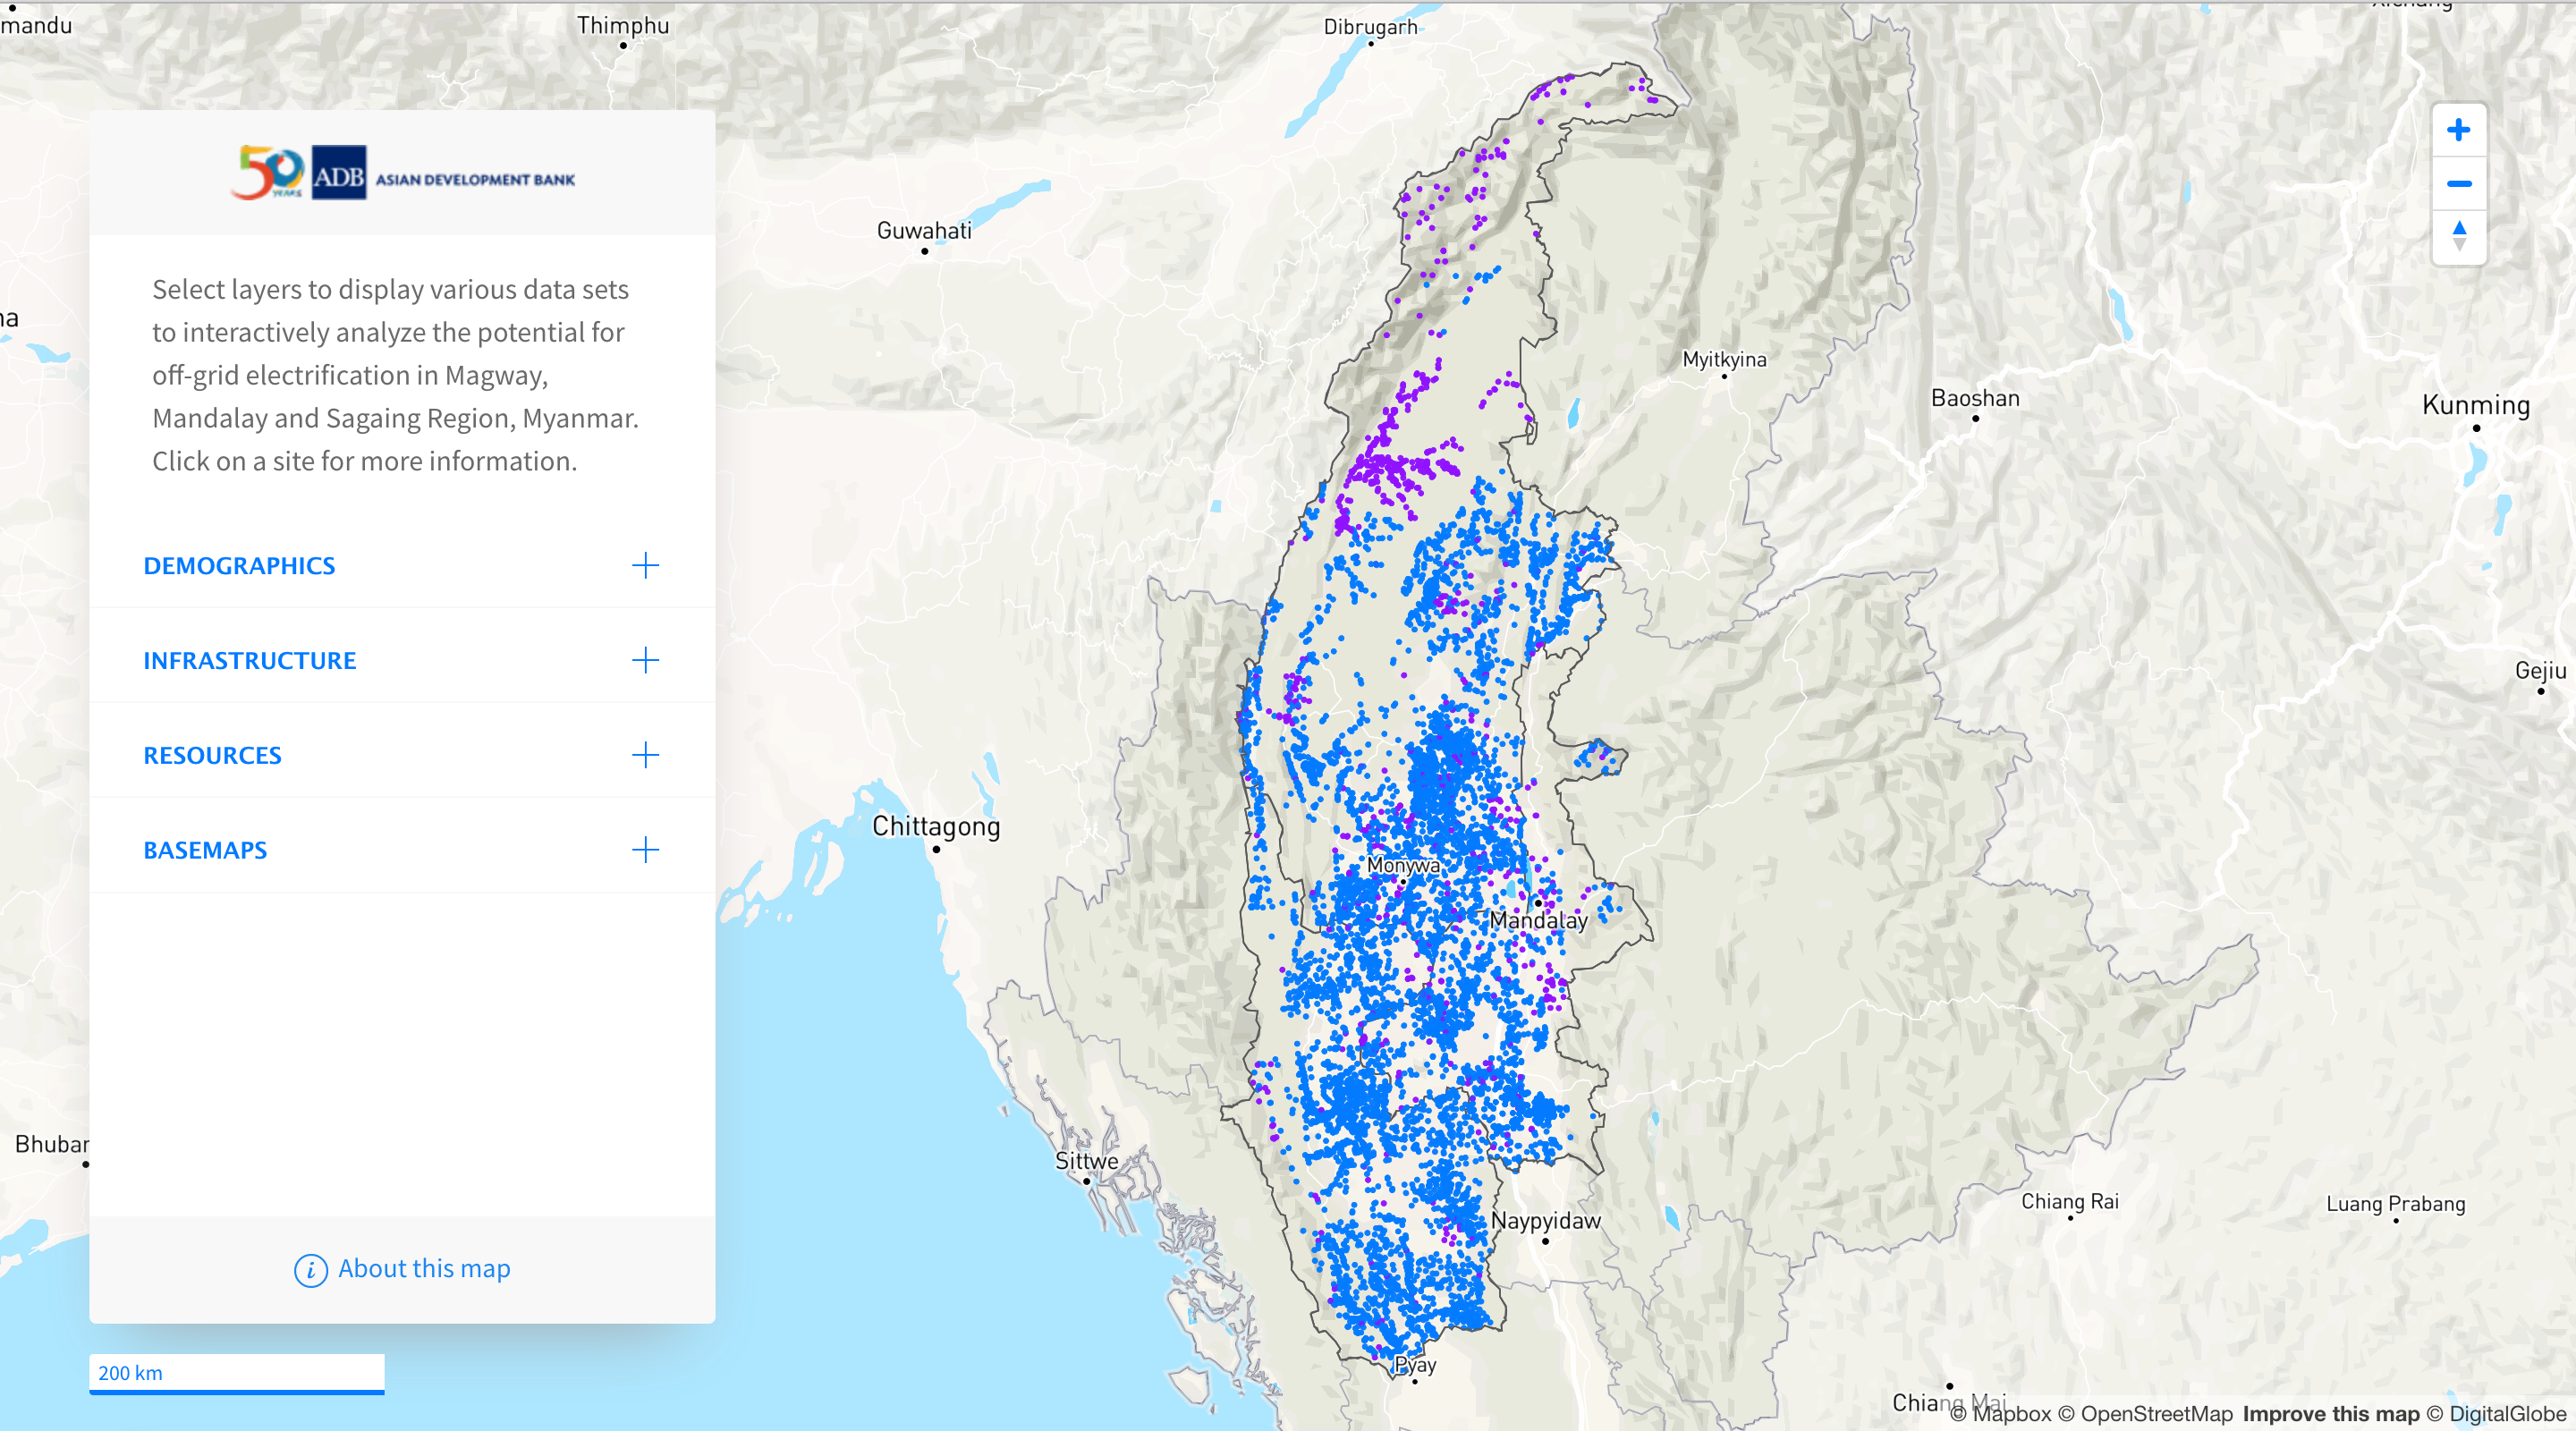 mandu
Thimphu
Dibrugarh
50
YEARS
ADB
ASIAN DEVELOPMENT BANK
Guwahati
Select layers to display various data sets
to interactively analyze the potential for
off-grid electrification in Magway,
Mandalay and Sagaing Region, Myanmar.
Click on a site for more information.
na
Myitkyina
Baoshan
Kunming
DEMOGRAPHICS
INFRASTRUCTURE
RESOURCES
BASEMAPS
Gejiu
Chittagong
Monywa
Mandalay
Bhubar
Sittwe
Chiang Rai
Luang Prabang
Naypyidaw
i About this map
Pyay
200 km
Chiang Mai
© Mapbox © OpenStreetMap Improve this map © DigitalGlobe